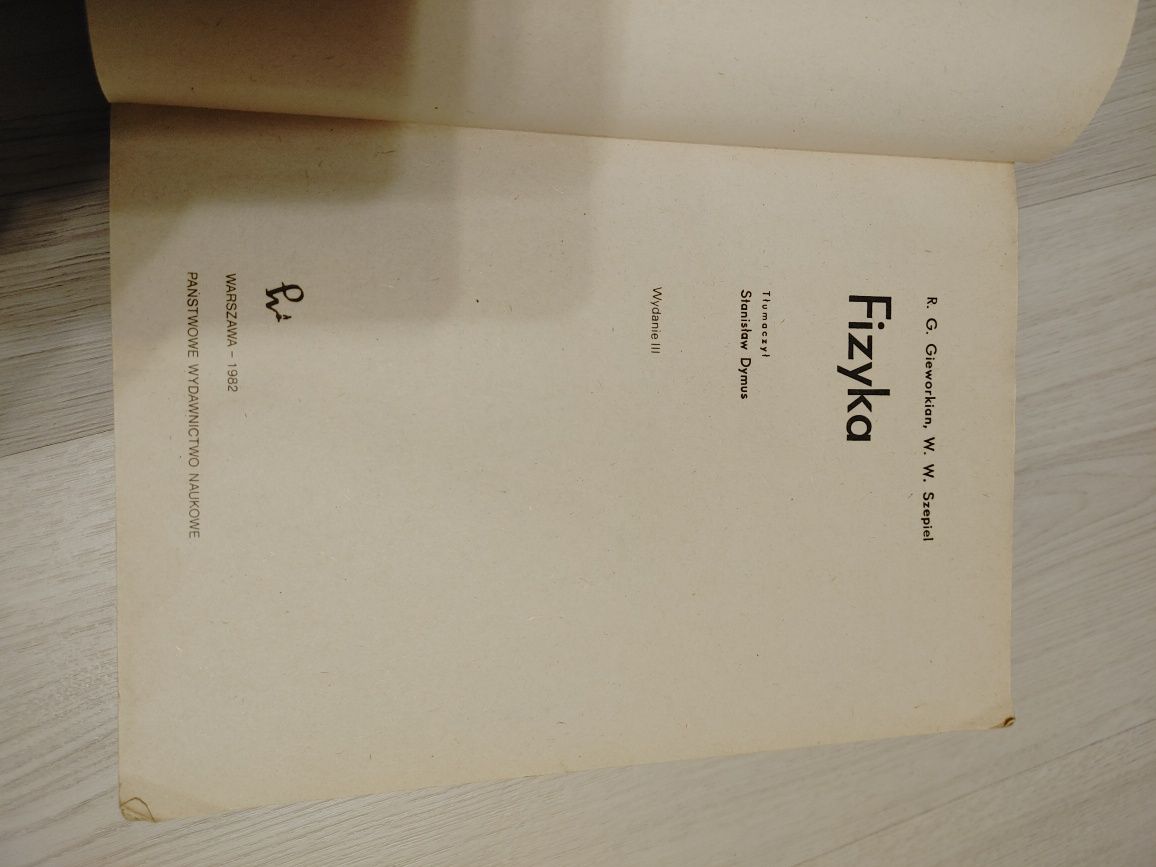 R. G. Gieworkian, W. W. Szepiel
Fizyka
Tłumaczył
Stanisław Dymus
Wydanie III
WARSZAWA – 1982
PAŃSTWOWE WYDAWNICTWO NAUKOWE